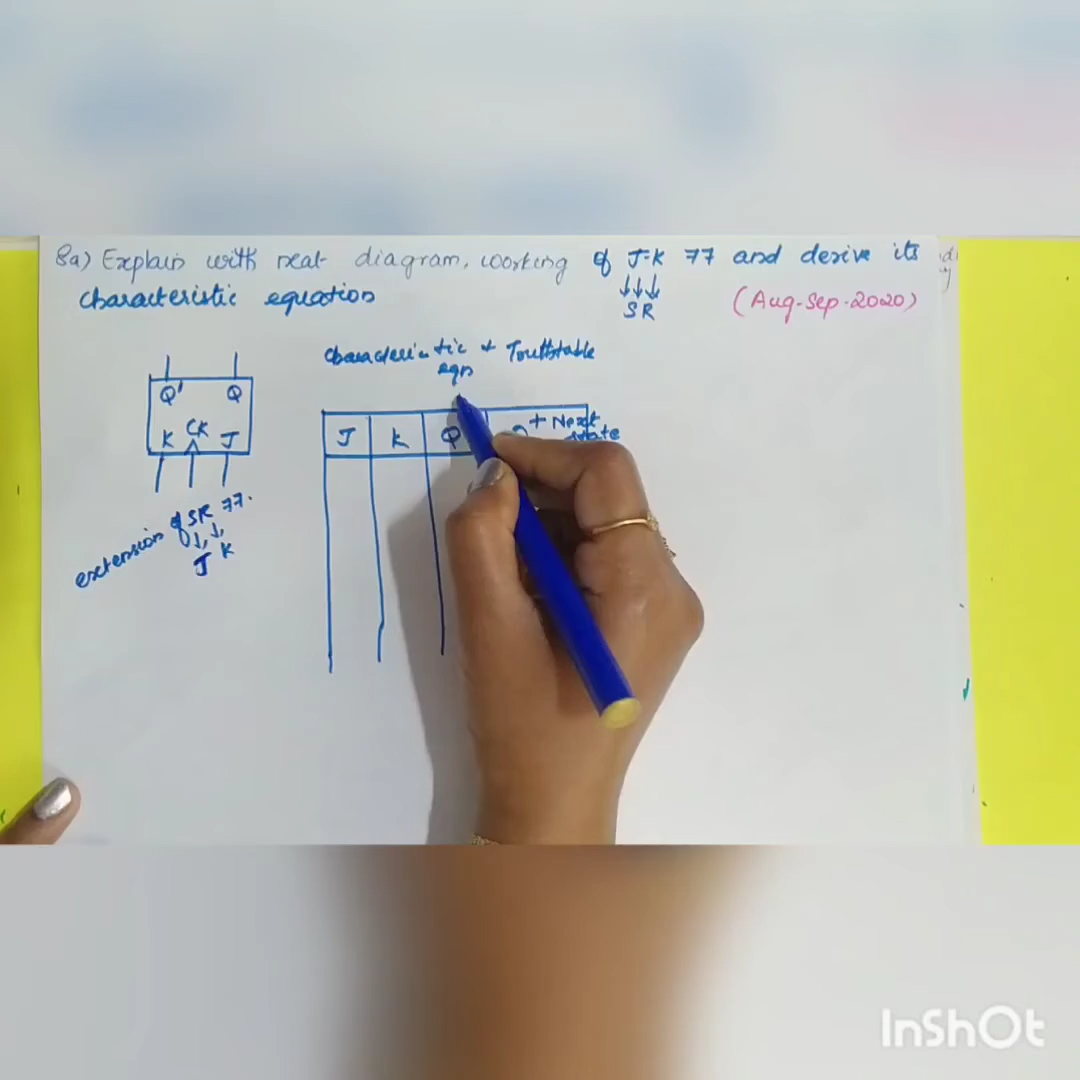 8a) Explain with neat diagram, working of J-K FF and derive its
characteristic equation
SR
(Aug-Sep-2020)
Characteristic + Truthtable
eqn
Q' Q
K CK J
J K Q + Next
state
extension of SR FF.
J K
InShOt